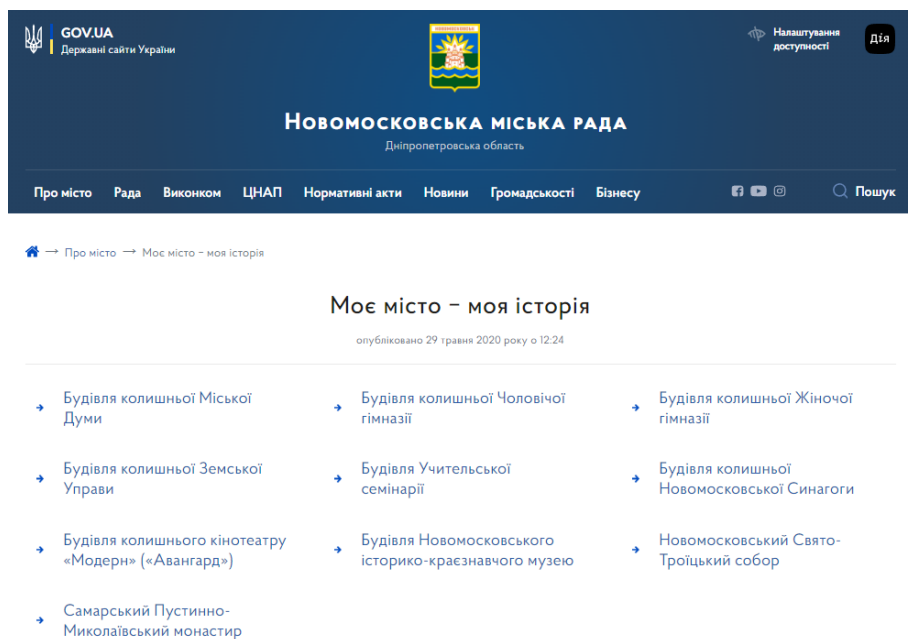 GOV.UA
Державні сайти України
НОВОМОСКОВСЬК
Налаштування
доступності
Дія
Новомосковська міська рада
Дніпропетровська область
Про місто Рада Виконком ЦНАП Нормативні акти Новини Громадськості Бізнесу Пошук
→ Про місто → Моє місто – моя історія
Моє місто – моя історія
опубліковано 29 травня 2020 року о 12:24
Будівля колишньої Міської
Думи
Будівля колишньої Чоловічої
гімназії
Будівля колишньої Жіночої
гімназії
Будівля колишньої Земської
Управи
Будівля Учительської
семінарії
Будівля колишньої
Новомосковської Синагоги
Будівля колишнього кінотеатру
«Модерн» («Авангард»)
Будівля Новомосковського
історико-краєзнавчого музею
Новомосковський Свято-
Троїцький собор
Самарський Пустинно-
Миколаївський монастир